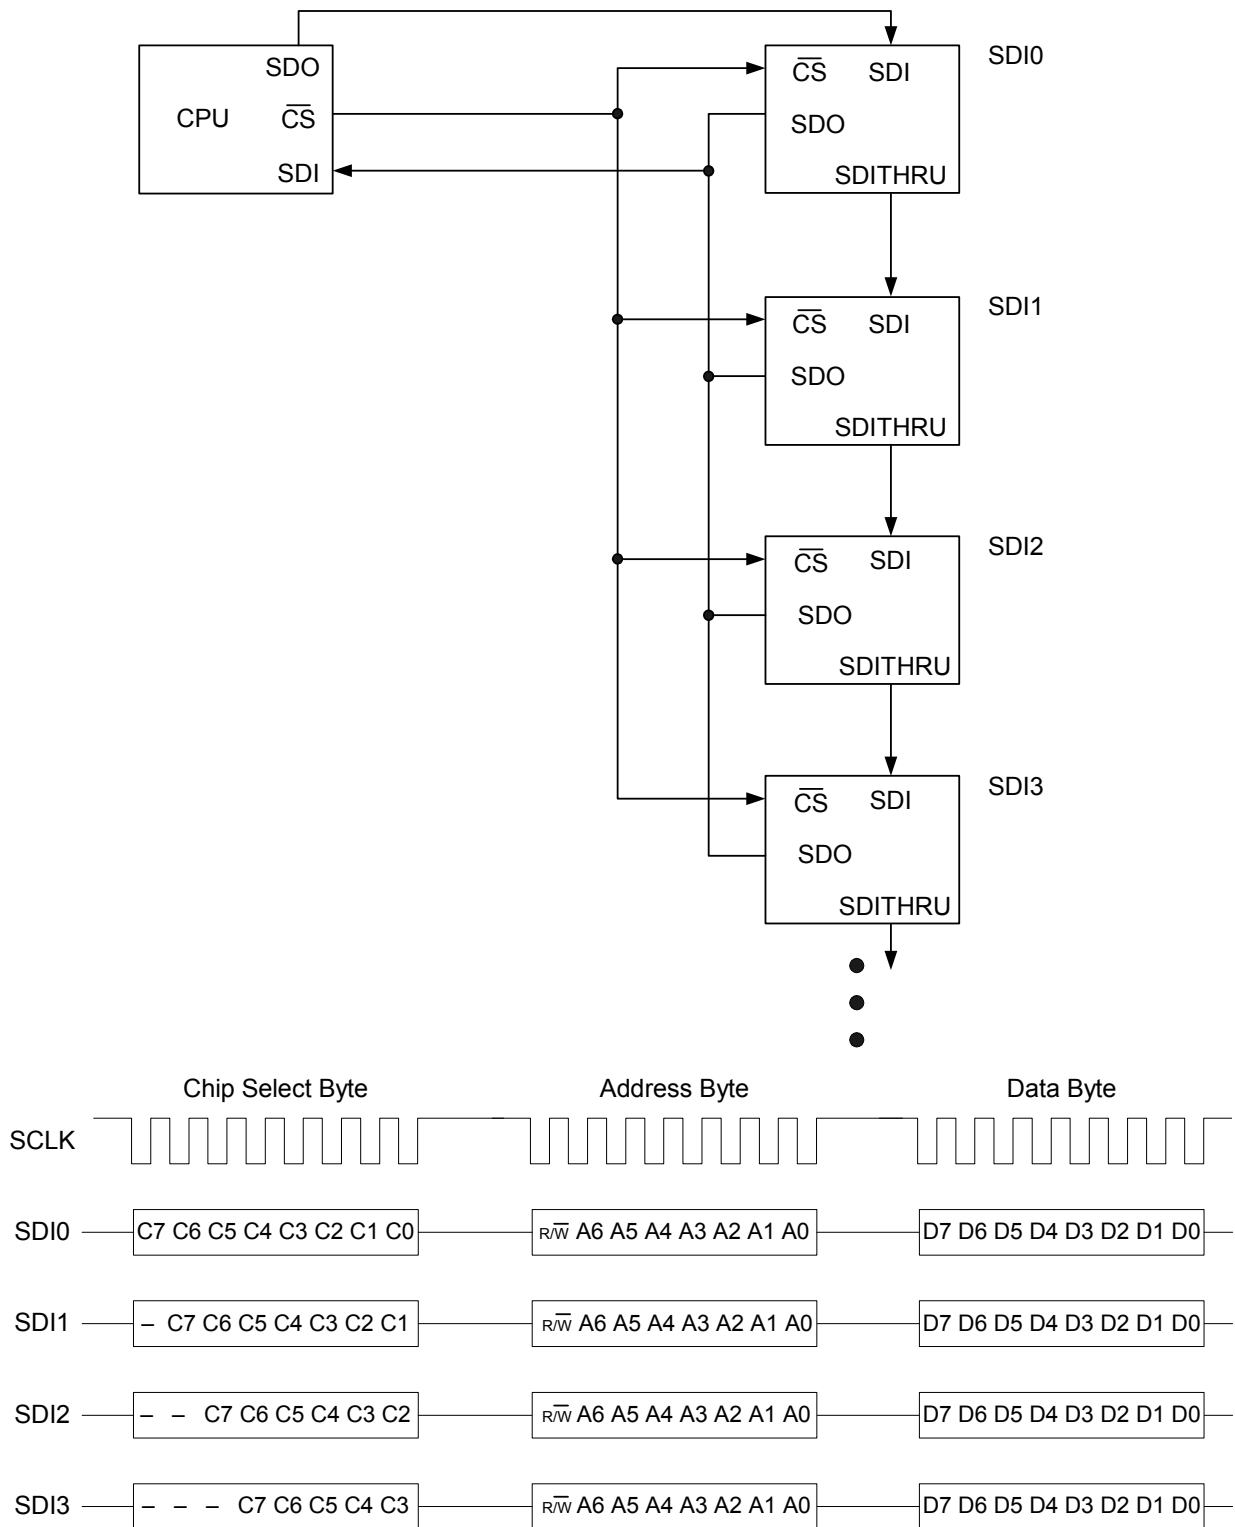 SDO
CPU
C̅S̅
SDI
SDI0
C̅S̅ SDI
SDO
SDITHRU
SDI1
C̅S̅ SDI
SDO
SDITHRU
SDI2
C̅S̅ SDI
SDO
SDITHRU
SDI3
C̅S̅ SDI
SDO
SDITHRU
Chip Select Byte Address Byte Data Byte
SCLK
SDI0 C7 C6 C5 C4 C3 C2 C1 C0 R/W̅ A6 A5 A4 A3 A2 A1 A0 D7 D6 D5 D4 D3 D2 D1 D0
SDI1 – C7 C6 C5 C4 C3 C2 C1 R/W̅ A6 A5 A4 A3 A2 A1 A0 D7 D6 D5 D4 D3 D2 D1 D0
SDI2 – – C7 C6 C5 C4 C3 C2 R/W̅ A6 A5 A4 A3 A2 A1 A0 D7 D6 D5 D4 D3 D2 D1 D0
SDI3 – – – C7 C6 C5 C4 C3 R/W̅ A6 A5 A4 A3 A2 A1 A0 D7 D6 D5 D4 D3 D2 D1 D0